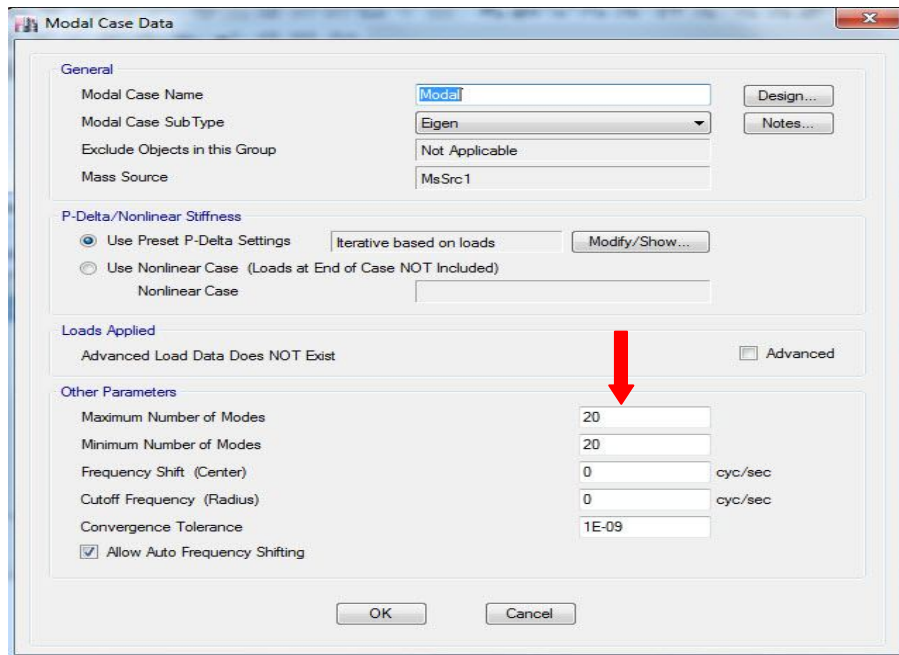 Modal Case Data
General
Modal Case Name Modal Design...
Modal Case SubType Eigen Notes...
Exclude Objects in this Group Not Applicable
Mass Source MsSrc1
P-Delta/Nonlinear Stiffness
Use Preset P-Delta Settings Iterative based on loads Modify/Show...
Use Nonlinear Case (Loads at End of Case NOT Included)
Nonlinear Case
Loads Applied
Advanced Load Data Does NOT Exist Advanced
Other Parameters
Maximum Number of Modes 20
Minimum Number of Modes 20
Frequency Shift (Center) 0 cyc/sec
Cutoff Frequency (Radius) 0 cyc/sec
Convergence Tolerance 1E-09
Allow Auto Frequency Shifting
OK Cancel